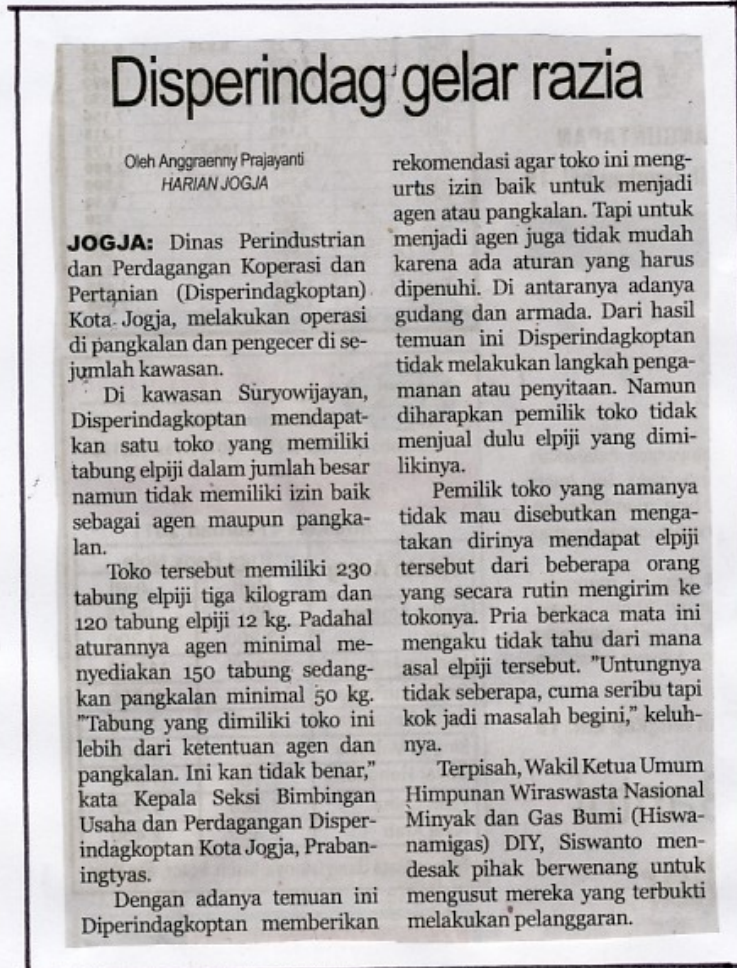 Disperindag gelar razia
Oleh Anggraenny Prajayanti
HARIAN JOGJA
JOGJA: Dinas Perindustrian
dan Perdagangan Koperasi dan
Pertanian (Disperindagkoptan)
Kota Jogja, melakukan operasi
di pangkalan dan pengecer di se-
jumlah kawasan.
Di kawasan Suryowijayan,
Disperindagkoptan mendapat-
kan satu toko yang memiliki
tabung elpiji dalam jumlah besar
namun tidak memiliki izin baik
sebagai agen maupun pangka-
lan.
Toko tersebut memiliki 230
tabung elpiji tiga kilogram dan
120 tabung elpiji 12 kg. Padahal
aturannya agen minimal me-
nyediakan 150 tabung sedang-
kan pangkalan minimal 50 kg.
"Tabung yang dimiliki toko ini
lebih dari ketentuan agen dan
pangkalan. Ini kan tidak benar,"
kata Kepala Seksi Bimbingan
Usaha dan Perdagangan Disper-
indagkoptan Kota Jogja, Praban-
ingtyas.
Dengan adanya temuan ini
Diperindagkoptan memberikan
rekomendasi agar toko ini meng-
urus izin baik untuk menjadi
agen atau pangkalan. Tapi untuk
menjadi agen juga tidak mudah
karena ada aturan yang harus
dipenuhi. Di antaranya adanya
gudang dan armada. Dari hasil
temuan ini Disperindagkoptan
tidak melakukan langkah penga-
manan atau penyitaan. Namun
diharapkan pemilik toko tidak
menjual dulu elpiji yang dimi-
likinya.
Pemilik toko yang namanya
tidak mau disebutkan menga-
takan dirinya mendapat elpiji
tersebut dari beberapa orang
yang secara rutin mengirim ke
tokonya. Pria berkaca mata ini
mengaku tidak tahu dari mana
asal elpiji tersebut. "Untungnya
tidak seberapa, cuma seribu tapi
kok jadi masalah begini," keluh-
nya.
Terpisah, Wakil Ketua Umum
Himpunan Wiraswasta Nasional
Minyak dan Gas Bumi (Hiswa-
namigas) DIY, Siswanto men-
desak pihak berwenang untuk
mengusut mereka yang terbukti
melakukan pelanggaran.